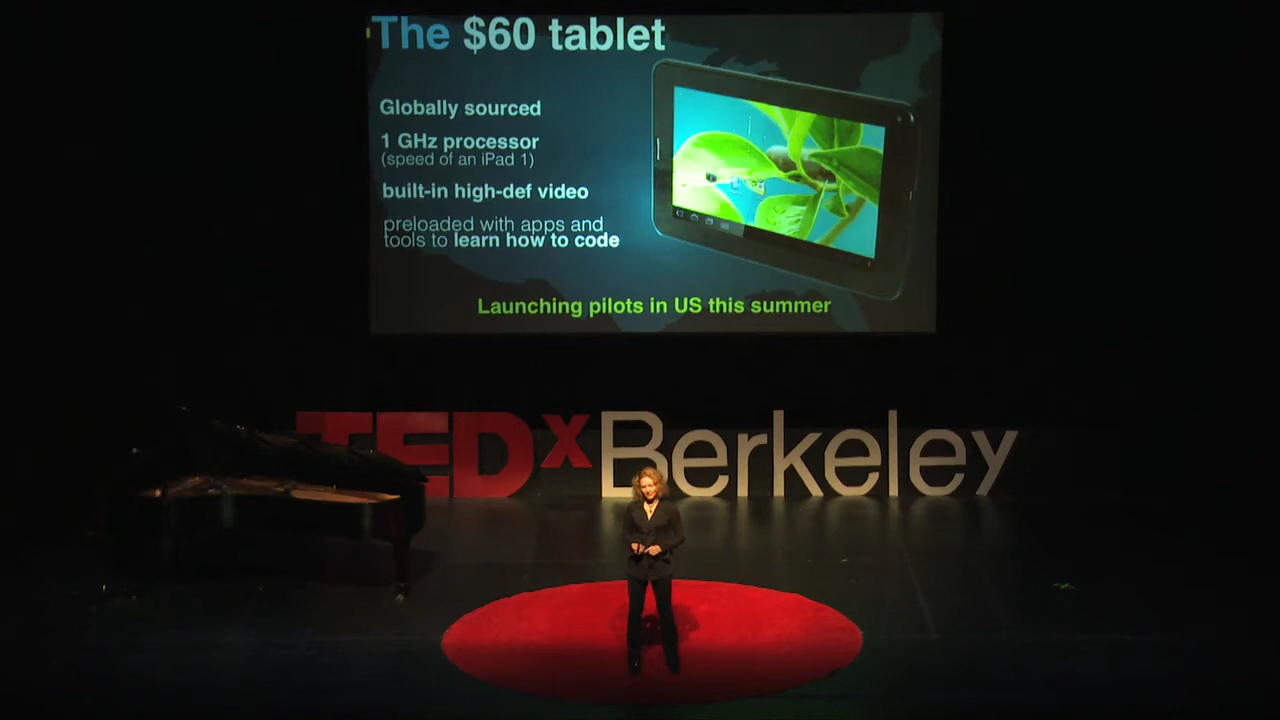 The $60 tablet
Globally sourced
1 GHz processor
(speed of an iPad 1)
built-in high-def video
preloaded with apps and
tools to learn how to code
Launching pilots in US this summer
TEDxBerkeley